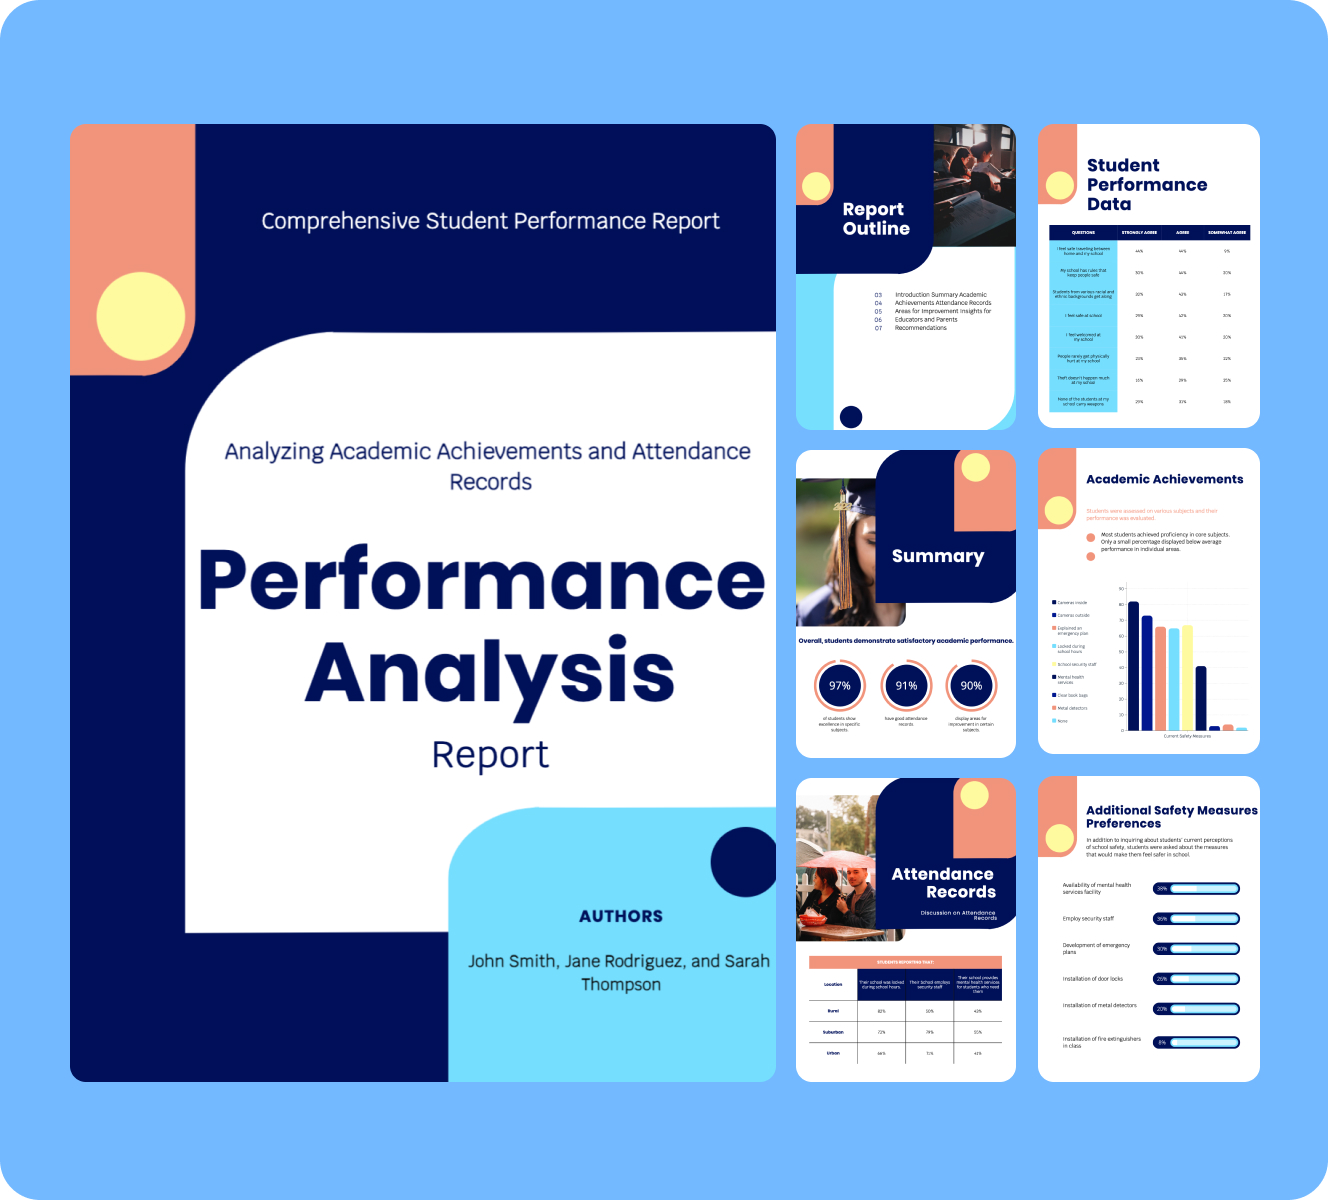 Comprehensive Student Performance Report
Analyzing Academic Achievements and Attendance
Records
Performance
Analysis
Report
AUTHORS
John Smith, Jane Rodriguez, and Sarah
Thompson
Report
Outline
03 Introduction Summary Academic
04 Achievements Attendance Records
05 Areas for Improvement Insights for
06 Educators and Parents
07 Recommendations
Student
Performance
Data
QUESTIONS STRONGLY AGREE AGREE SOMEWHAT AGREE
I feel safe traveling between
home and my school
44% 44% 9%
My school has rules that
keep people safe
30% 44% 20%
Students from various racial and
ethnic backgrounds get along
30% 43% 17%
I feel safe at school
29% 42% 20%
I feel welcomed at
my school
30% 41% 20%
People rarely get physically
hurt at my school
23% 22%
Theft doesn't happen much
at my school
15% 29% 25%
None of the students at my
school carry weapons
23% 31% 18%
Summary
Overall, students demonstrate satisfactory academic performance.
97% 91% 90%
of students show
excellence in specific
subjects.
have good attendance
records
display areas for
improvement in certain
subjects.
Academic Achievements
Students were assessed on various subjects and their
performance was evaluated.
Most students achieved proficiency in core subjects.
Only a small percentage displayed below average
performance in individual areas.
Cameras inside
Cameras outside
Explained an
emergency plan
Locked during
school hours
School security staff
Mental health
services
Clear book bags
Metal detectors
None
90
80
70
60
50
40
30
20
10
0
Current Safety Measures
Attendance
Records
Discussion on Attendance
Records
STUDENTS REPORTING THAT:
Location
Their school was locked
during school hours
Their School employs
security staff
Their school provides
mental health services
for students who need
them
Rural 82% 50% 43%
Suburban 72% 79% 55%
Urban 66% 71% 41%
Additional Safety Measures
Preferences
In addition to inquiring about students' current perceptions
of school safety, students were asked about the measures
that would make them feel safer in school.
Availability of mental health
services facility
38%
Employ security staff
36%
Development of emergency
plans
30%
Installation of door locks
26%
Installation of metal detectors
20%
Installation of fire extinguishers
in class
8%